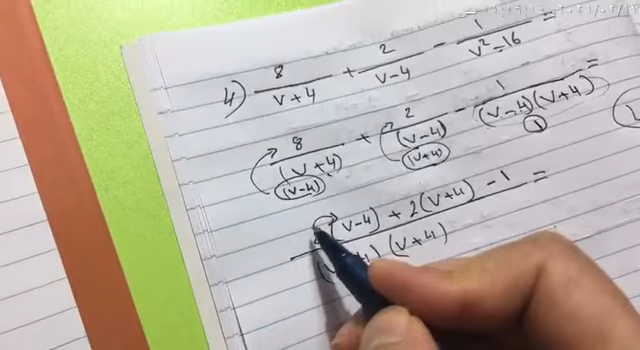 4) 8/(v+4) + 2/(v-4) - 1/(v²-16) =
8/(v+4)(v-4) + 2/(v-4)(v+4) - 1/(v-4)(v+4) 1 =
(v-4) + 2(v+4) - 1 =
(v+4)